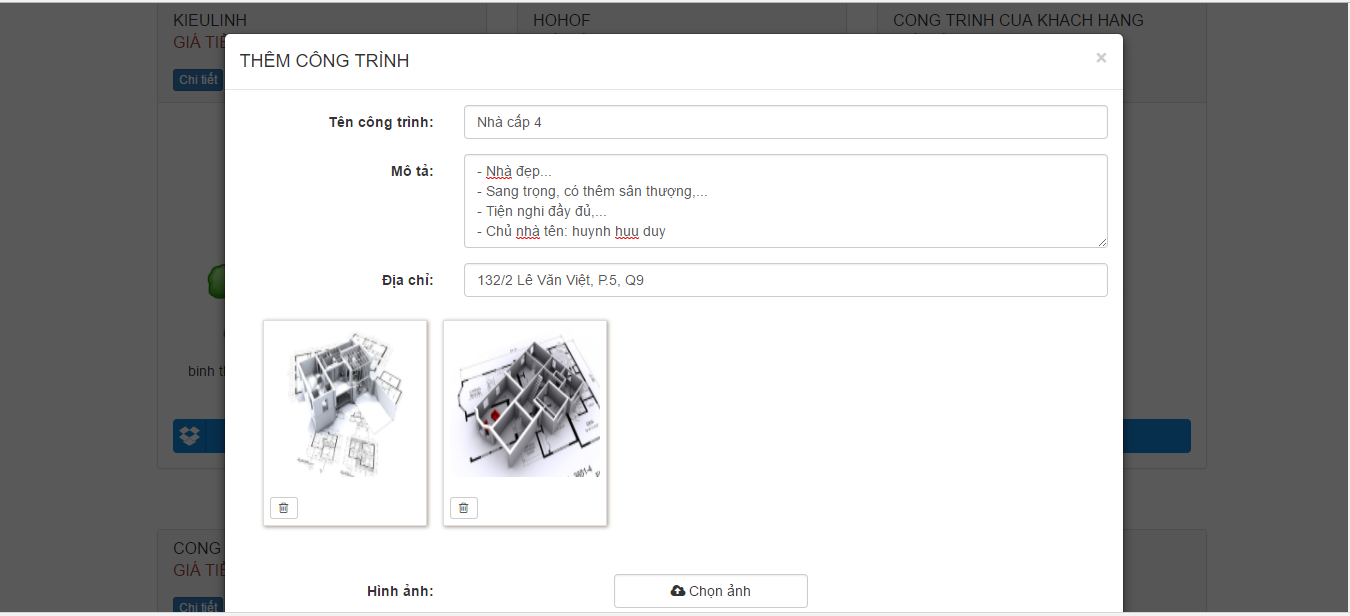 KIEULINH
HOHOF
CONG TRINH CUA KHACH HANG
GIÁ TIỀ
Chi tiết
THÊM CÔNG TRÌNH
×
Tên công trình:
Nhà cấp 4
Mô tả:
- Nhà đẹp...
- Sang trọng, có thêm sân thượng,...
- Tiện nghi đầy đủ,...
- Chủ nhà tên: huynh huu duy
Địa chỉ:
132/2 Lê Văn Việt, P.5, Q9
binh
CONG
GIÁ TIỀ
Chi tiết
Hình ảnh:
Chọn ảnh